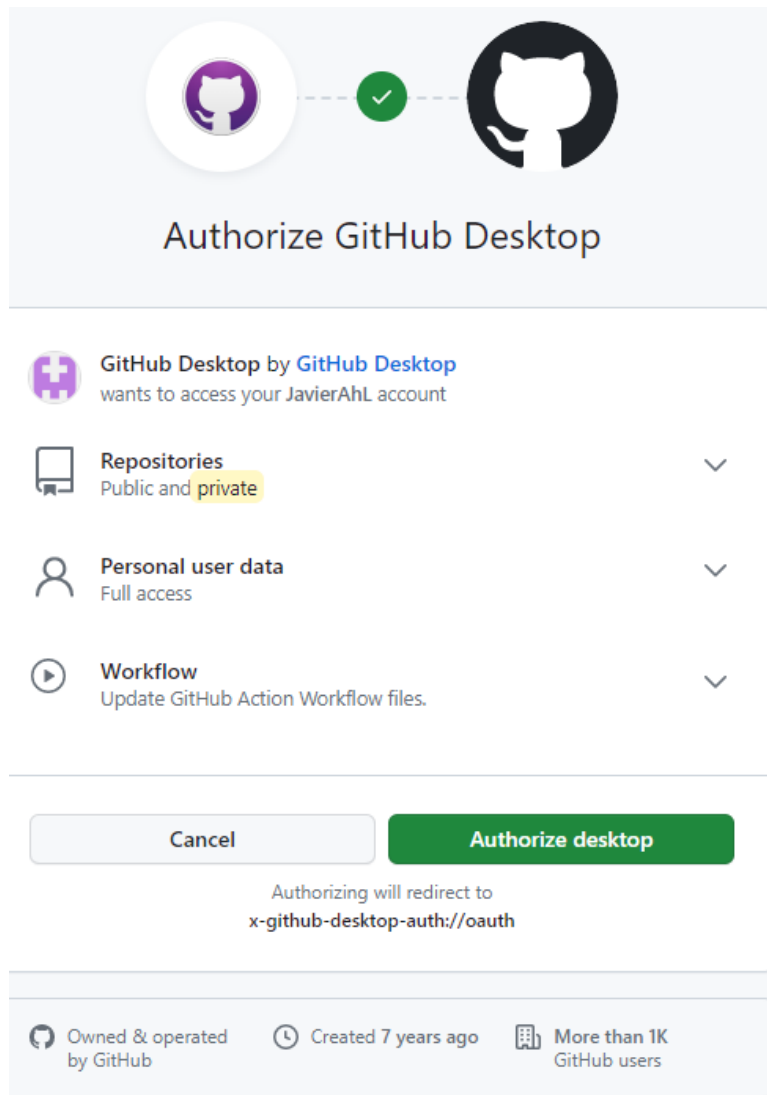 Authorize GitHub Desktop
GitHub Desktop by GitHub Desktop
wants to access your JavierAhL account
Repositories
Public and private
Personal user data
Full access
Workflow
Update GitHub Action Workflow files.
Cancel
Authorize desktop
Authorizing will redirect to
x-github-desktop-auth://oauth
Owned & operated
by GitHub
Created 7 years ago
More than 1K
GitHub users